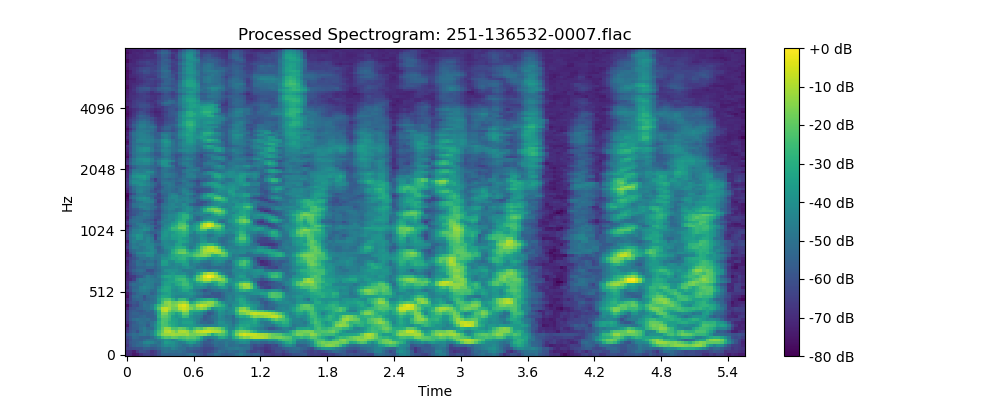 Processed Spectrogram: 251-136532-0007.flac
Hz
4096
2048
1024
512
0
0 0.6 1.2 1.8 2.4 3 3.6 4.2 4.8 5.4
Time
+0 dB
-10 dB
-20 dB
-30 dB
-40 dB
-50 dB
-60 dB
-70 dB
-80 dB